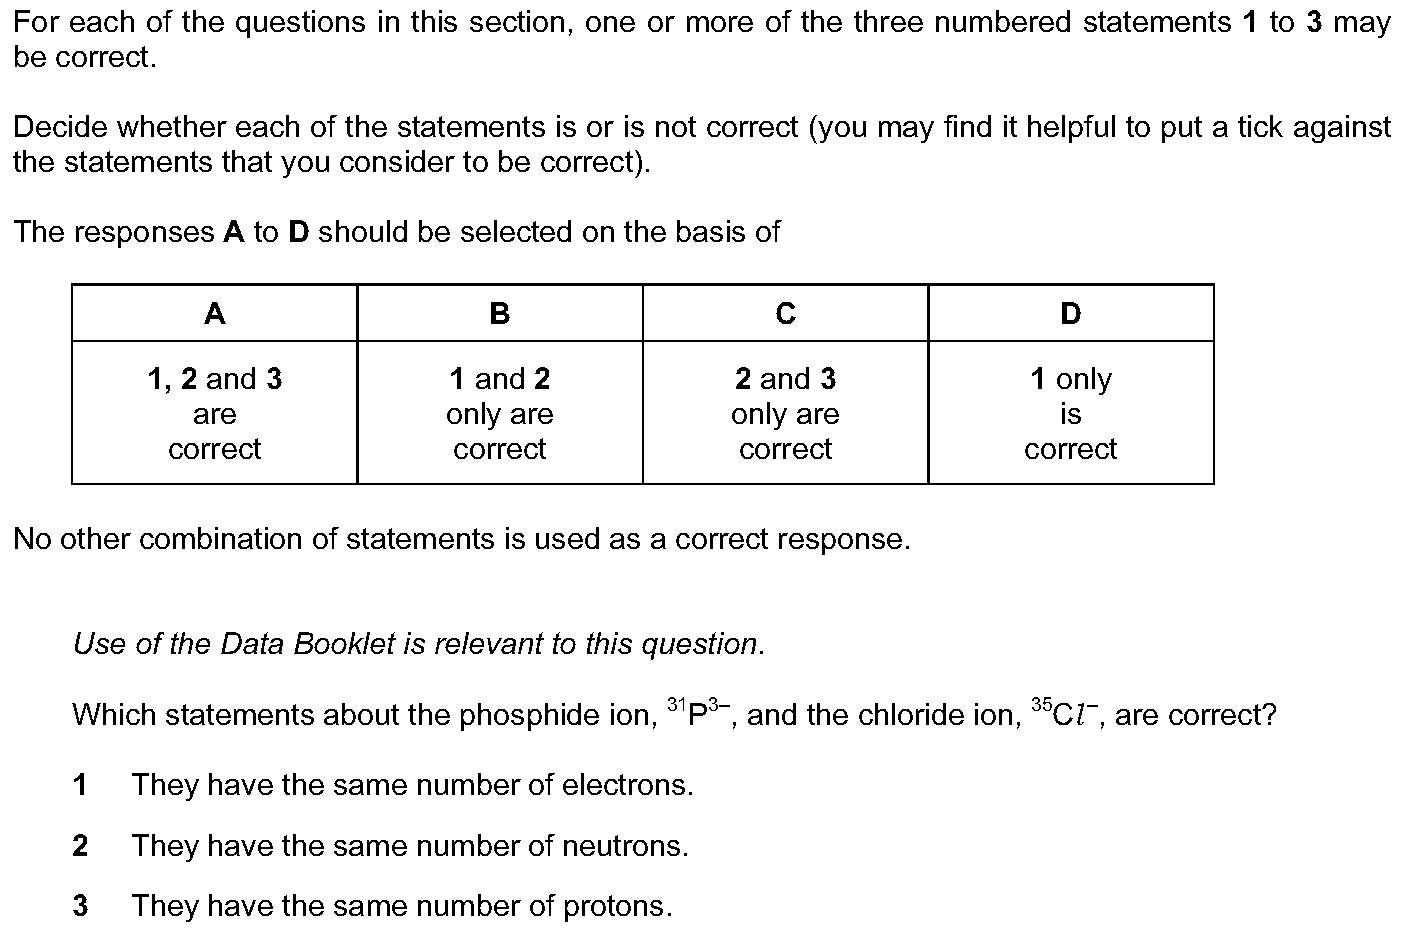 For each of the questions in this section, one or more of the three numbered statements 1 to 3 may
be correct.
Decide whether each of the statements is or is not correct (you may find it helpful to put a tick against
the statements that you consider to be correct).
The responses A to D should be selected on the basis of
A B C D
1, 2 and 3 1 and 2 2 and 3 1 only
are only are only are is
correct correct correct correct
No other combination of statements is used as a correct response.
Use of the Data Booklet is relevant to this question.
Which statements about the phosphide ion, ³¹P³⁻, and the chloride ion, ³⁵Cl⁻, are correct?
1 They have the same number of electrons.
2 They have the same number of neutrons.
3 They have the same number of protons.